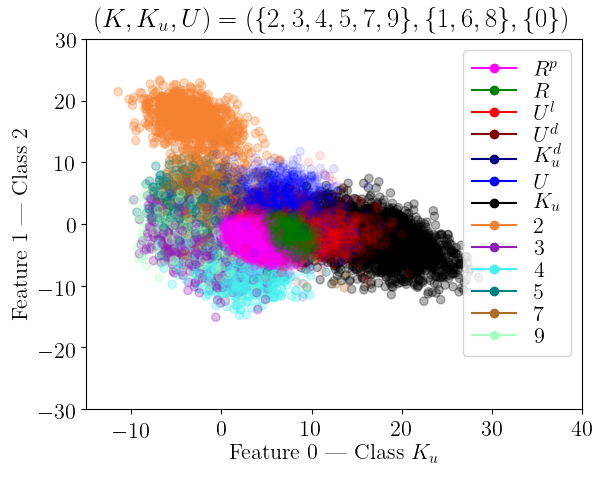 (K, K_u, U) = ({2, 3, 4, 5, 7, 9}, {1, 6, 8}, {0})
30
20
10
0
−10
−20
−30
Feature 1 — Class 2
R^p
R
U^l
U^d
K_u^d
U
K_u
2
3
4
5
7
9
−10
0
10
20
30
40
Feature 0 — Class K_u